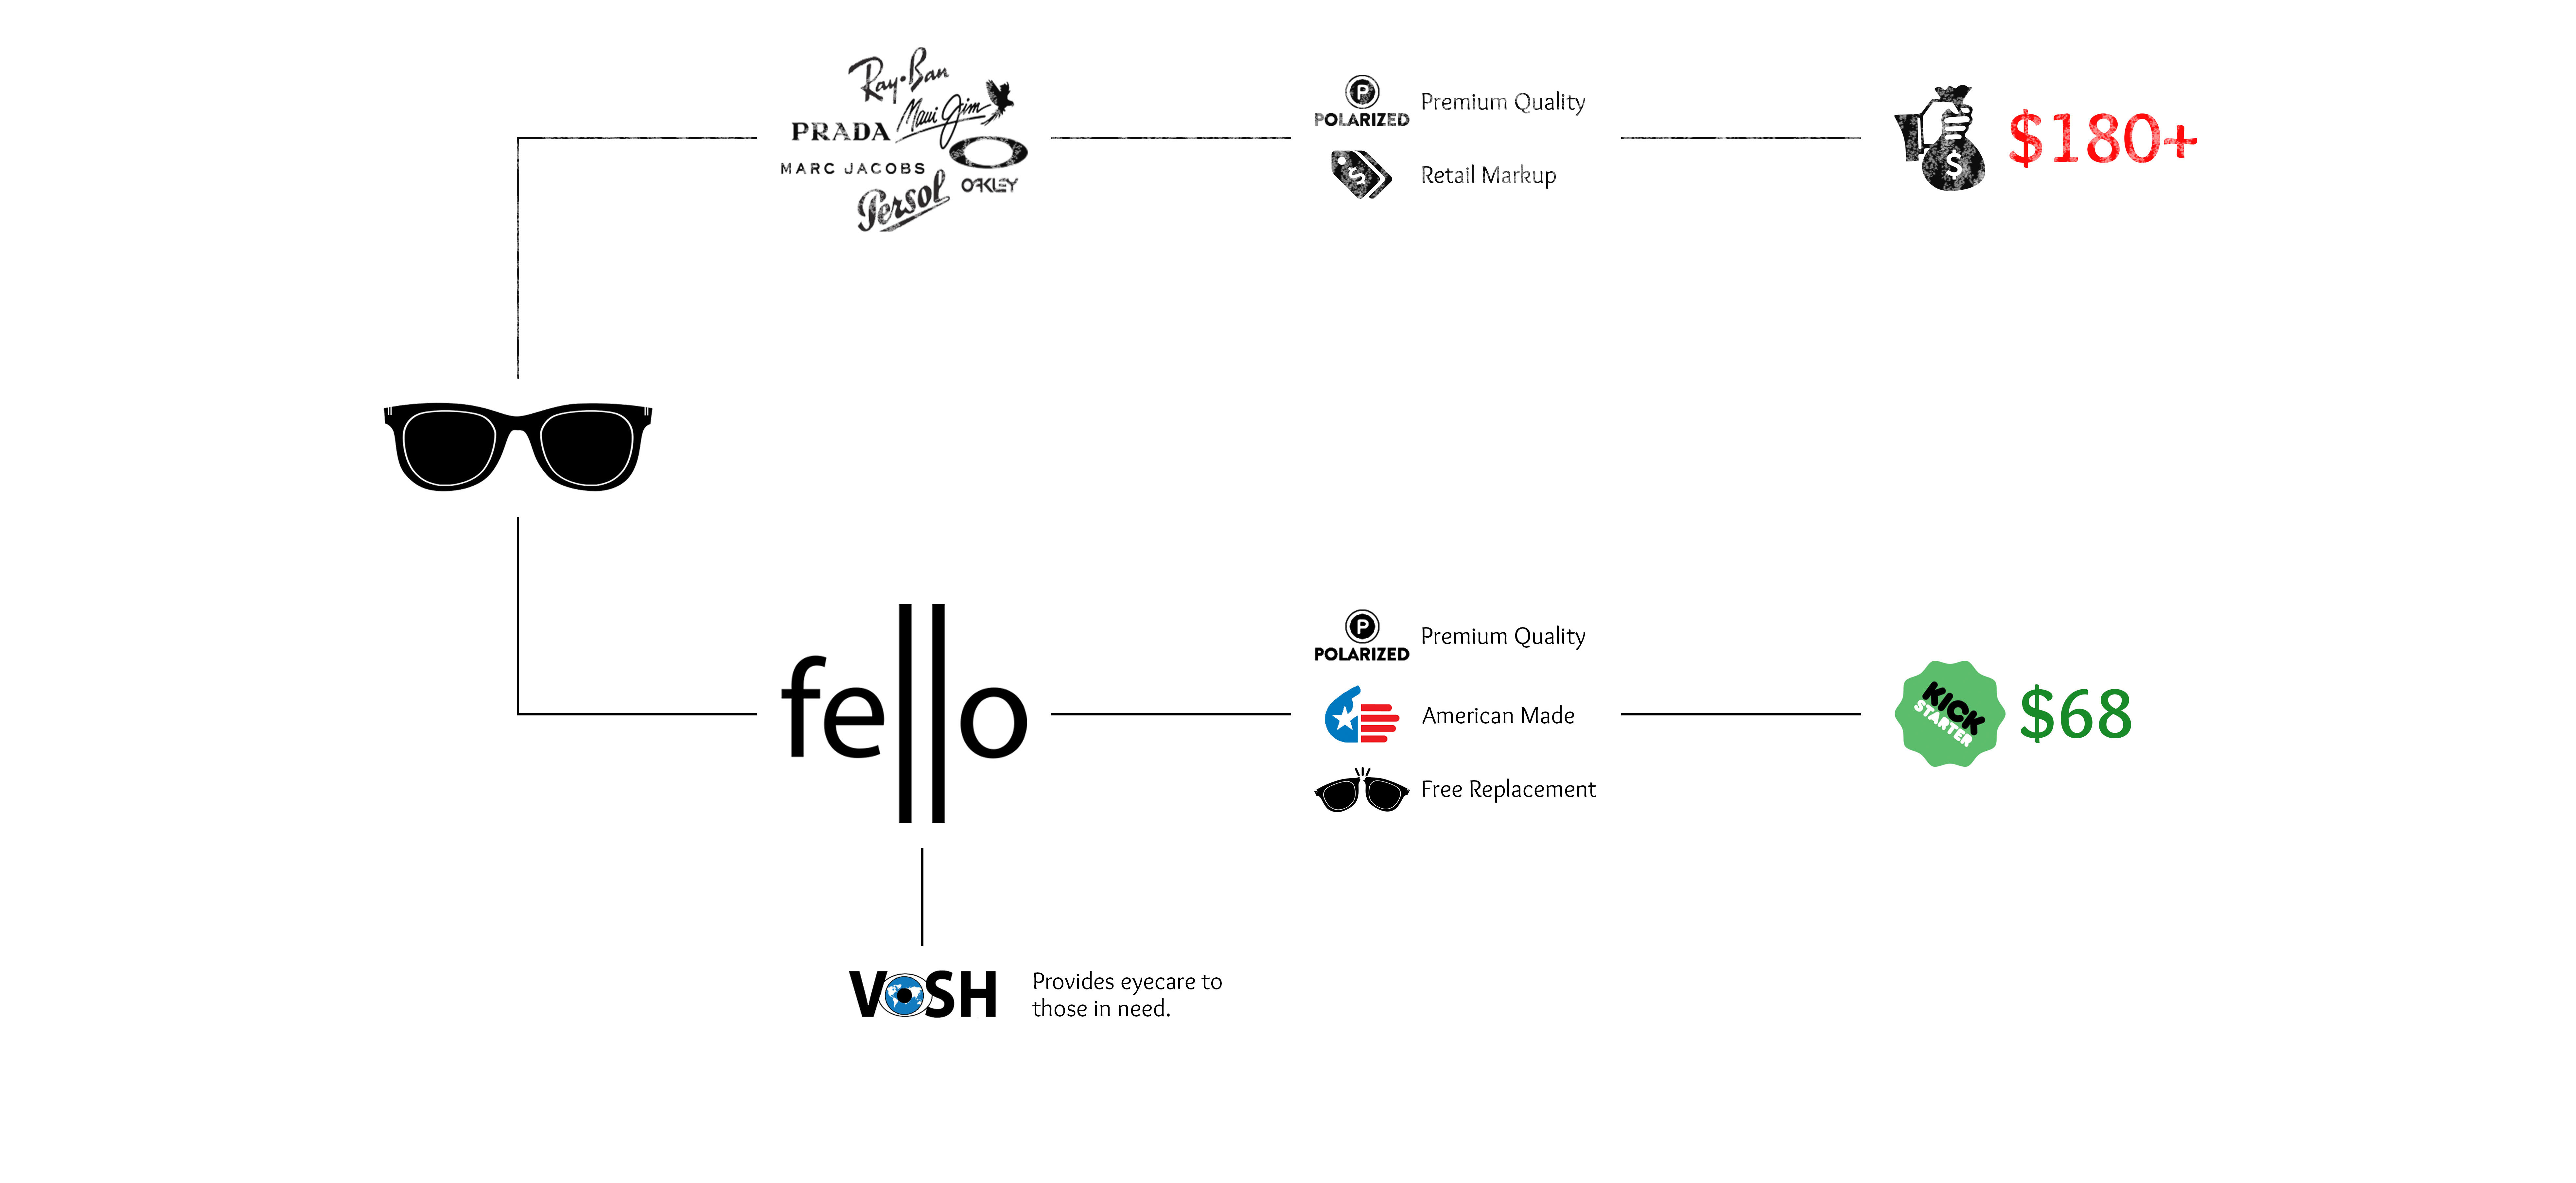 Ray·Ban
Maui Jim
PRADA
MARC JACOBS
OAKLEY
Persol
P
POLARIZED
Premium Quality
$
Retail Markup
$
$180+
fello
P
POLARIZED
Premium Quality
American Made
Free Replacement
KICK
STARTER
$68
VOSH
Provides eyecare to
those in need.